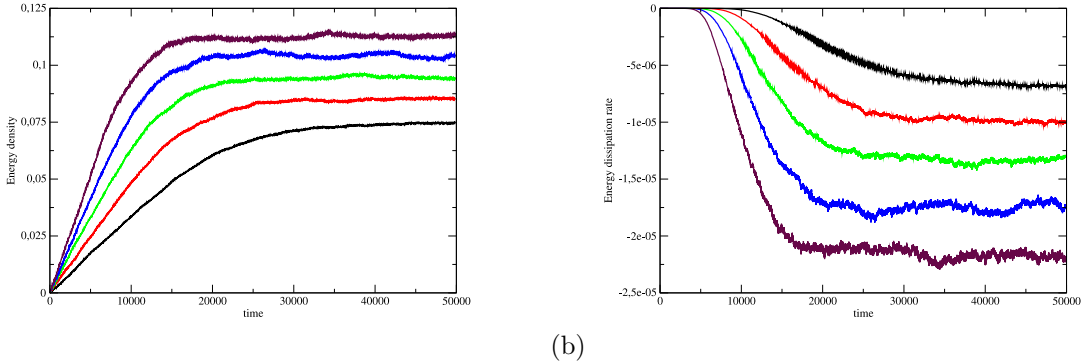 0,125
0,1
0,075
0,05
0,025
0
Energy density
0 10000 20000 30000 40000 50000
time
0
-5e-06
-1e-05
-1,5e-05
-2e-05
-2,5e-05
Energy dissipation rate
0 10000 20000 30000 40000 50000
time
(b)